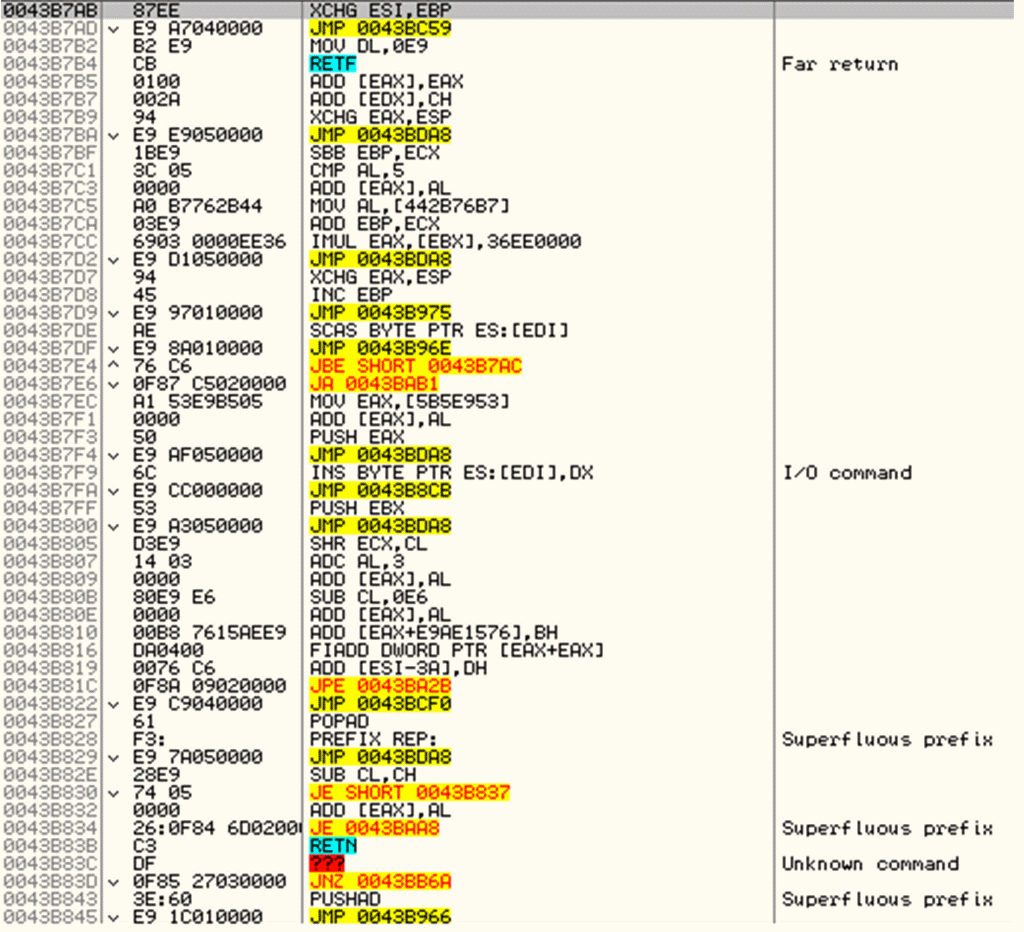 0043B7AB 87EE XCHG ESI,EBP
0043B7AD E9 A7040000 JMP 0043BC59
0043B7B2 B2 E9 MOV DL,0E9
0043B7B4 CB RETF Far return
0043B7B5 0100 ADD [EAX],EAX
0043B7B7 002A ADD [EDX],CH
0043B7B9 94 XCHG EAX,ESP
0043B7BA E9 E9050000 JMP 0043BDA8
0043B7BF 1BE9 SBB EBP,ECX
0043B7C1 3C 05 CMP AL,5
0043B7C3 0000 ADD [EAX],AL
0043B7C5 A0 B7762B44 MOV AL,[442B76B7]
0043B7CA 03E9 ADD EBP,ECX
0043B7CC 6903 0000EE36 IMUL EAX,[EBX],36EE0000
0043B7D2 E9 D1050000 JMP 0043BDA8
0043B7D7 94 XCHG EAX,ESP
0043B7D8 45 INC EBP
0043B7D9 E9 97010000 JMP 0043B975
0043B7DE AE SCAS BYTE PTR ES:[EDI]
0043B7DF E9 8A010000 JMP 0043B96E
0043B7E4 ^ 76 C6 JBE SHORT 0043B7AC
0043B7E6 0F87 C5020000 JA 0043BAB1
0043B7EC A1 53E9B505 MOV EAX,[5B5E953]
0043B7F1 0000 ADD [EAX],AL
0043B7F3 50 PUSH EAX
0043B7F4 E9 AF050000 JMP 0043BDA8
0043B7F9 6C INS BYTE PTR ES:[EDI],DX I/O command
0043B7FA E9 CC000000 JMP 0043B8CB
0043B7FF 53 PUSH EBX
0043B800 E9 A3050000 JMP 0043BDA8
0043B805 D3E9 SHR ECX,CL
0043B807 14 03 ADC AL,3
0043B809 0000 ADD [EAX],AL
0043B80B 80E9 E6 SUB CL,0E6
0043B80E 0000 ADD [EAX],AL
0043B810 00B8 7615AEE9 ADD [EAX+E9AE1576],BH
0043B816 DA0400 FIADD DWORD PTR [EAX+EAX]
0043B819 0076 C6 ADD [ESI-3A],DH
0043B81C 0F8A 09020000 JPE 0043BA2B
0043B822 E9 C9040000 JMP 0043BCF0
0043B827 61 POPAD
0043B828 F3: PREFIX REP: Superfluous prefix
0043B829 E9 7A050000 JMP 0043BDA8
0043B82E 28E9 SUB CL,CH
0043B830 74 05 JE SHORT 0043B837
0043B832 0000 ADD [EAX],AL
0043B834 26:0F84 6D0200 JE 0043BAA8 Superfluous prefix
0043B83B C3 RETN
0043B83C DF ??? Unknown command
0043B83D 0F85 27030000 JNZ 0043BB6A
0043B843 3E:60 PUSHAD Superfluous prefix
0043B845 E9 1C010000 JMP 0043B966